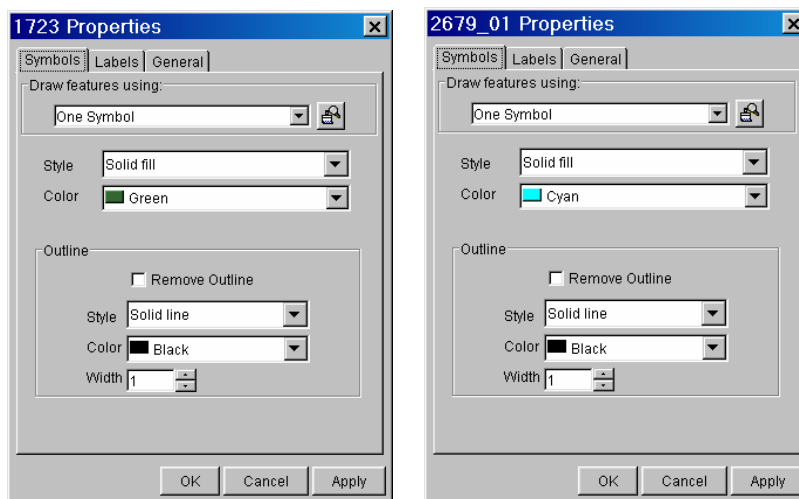 1723 Properties
Symbols Labels General
Draw features using:
One Symbol
Style Solid fill
Color Green
Outline
Remove Outline
Style Solid line
Color Black
Width 1
OK Cancel Apply
2679_01 Properties
Symbols Labels General
Draw features using:
One Symbol
Style Solid fill
Color Cyan
Outline
Remove Outline
Style Solid line
Color Black
Width 1
OK Cancel Apply